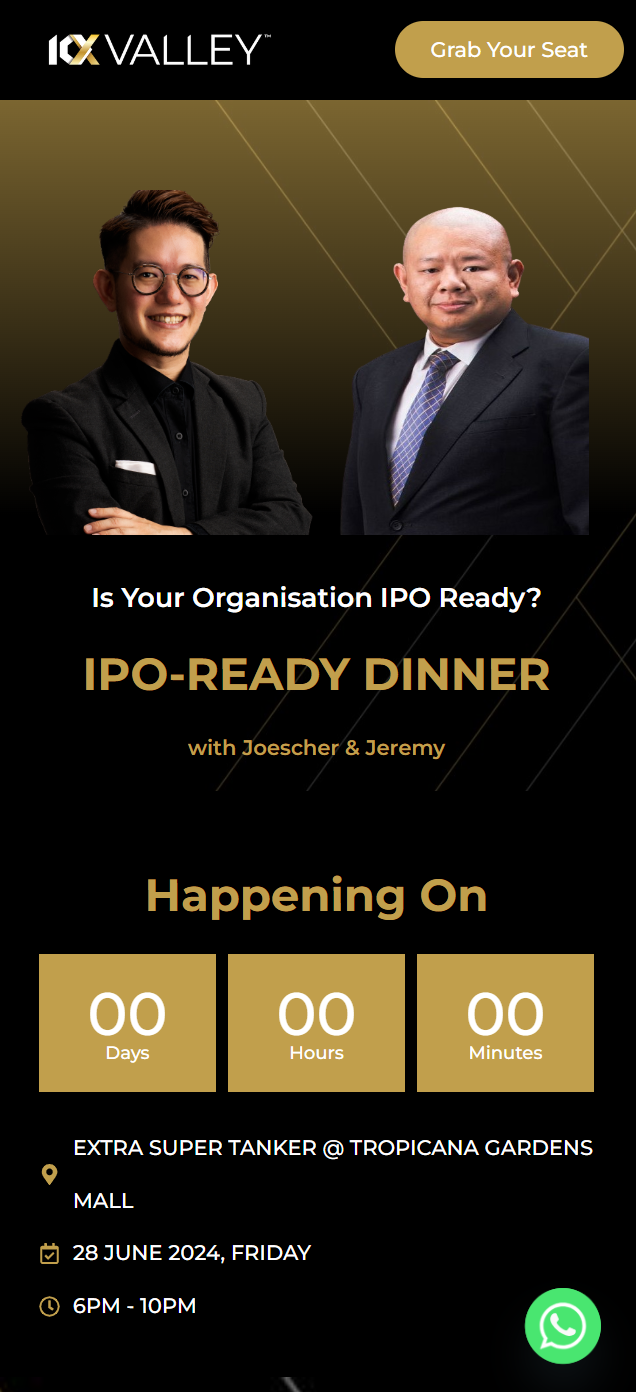 10X VALLEY™
Grab Your Seat
Is Your Organisation IPO Ready?
IPO-READY DINNER
with Joescher & Jeremy
Happening On
00 00 00
Days Hours Minutes
EXTRA SUPER TANKER @ TROPICANA GARDENS
MALL
28 JUNE 2024, FRIDAY
6PM - 10PM